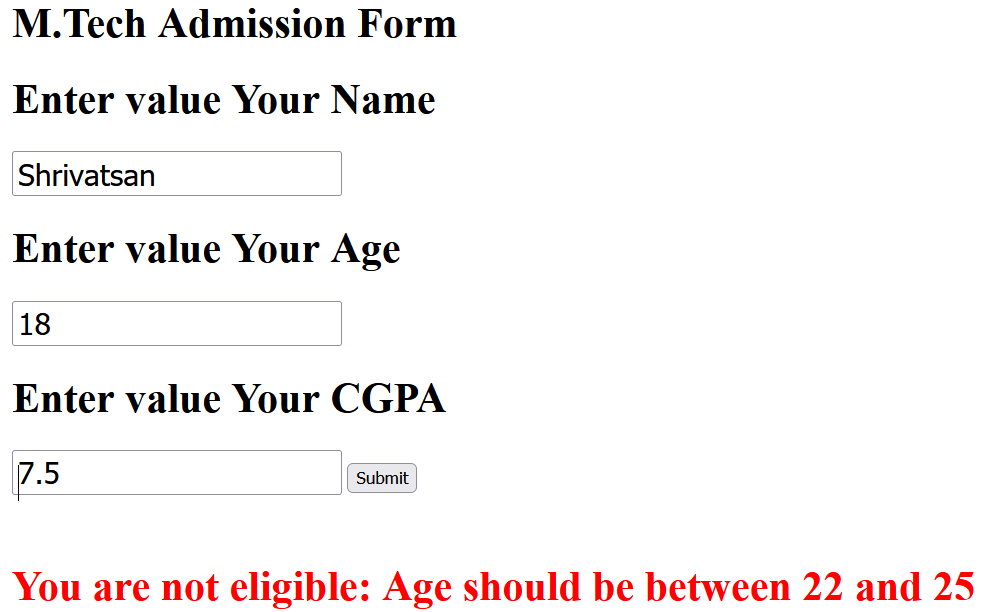 M.Tech Admission Form
Enter value Your Name
Shrivatsan
Enter value Your Age
18
Enter value Your CGPA
7.5 Submit
You are not eligible: Age should be between 22 and 25